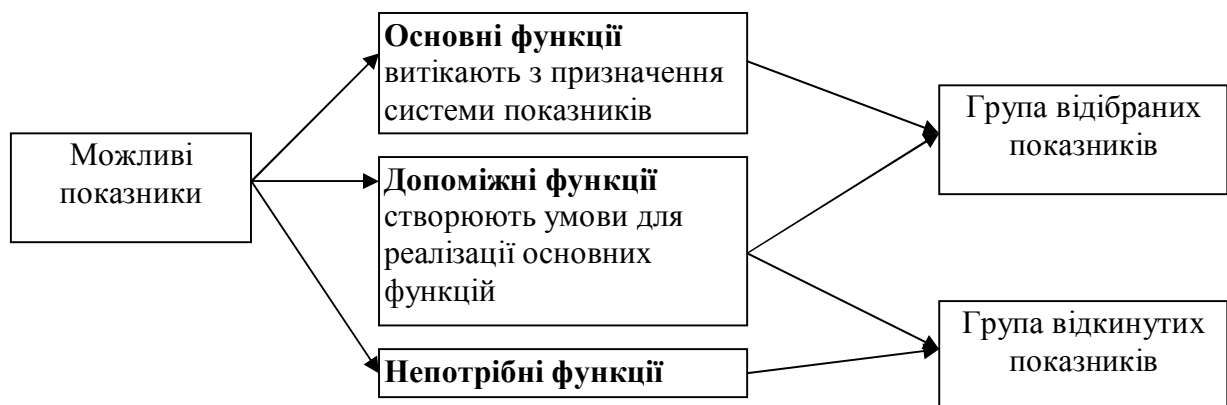 Можливі
показники
Основні функції
витікають з призначення
системи показників
Допоміжні функції
створюють умови для
реалізації основних
функцій
Непотрібні функції
Група відібраних
показників
Група відкинутих
показників